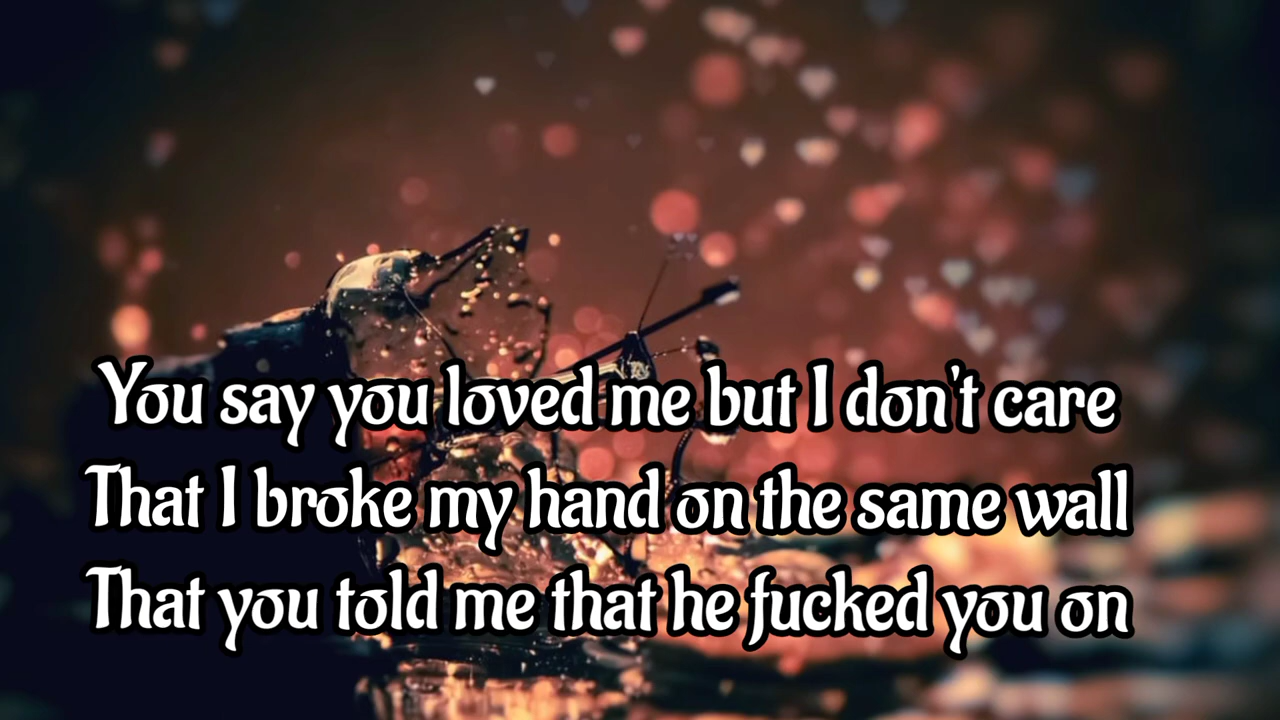 You say you loved me but I don't care
That I broke my hand on the same wall
That you told me that he fucked you on